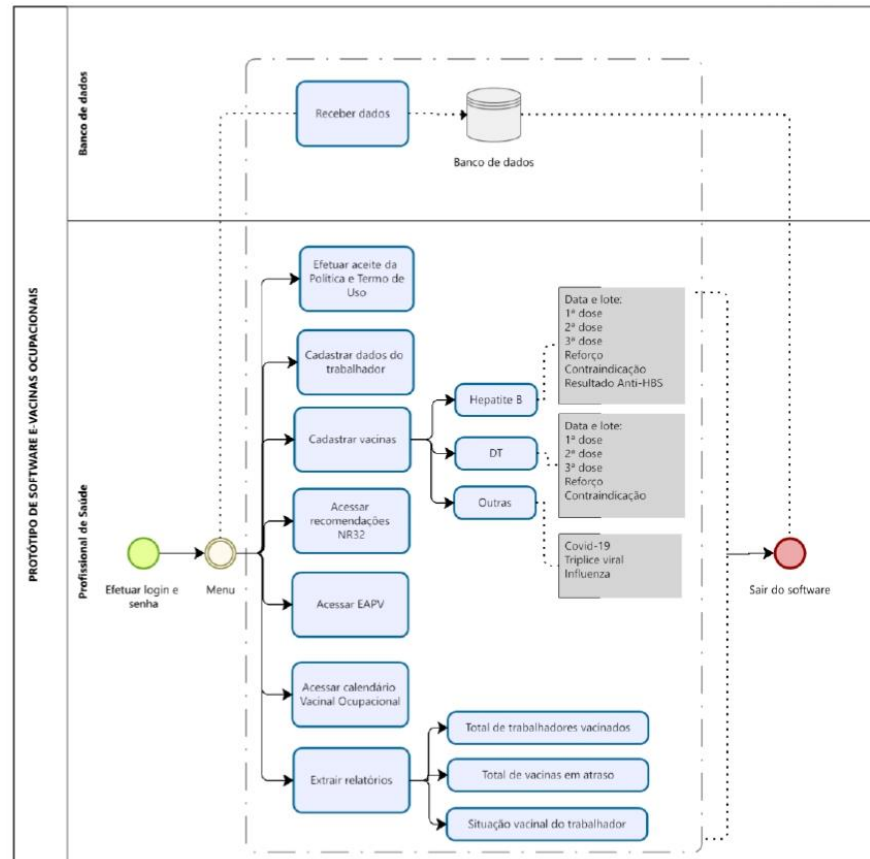 PROTÓTIPO DE SOFTWARE E-VACINAS OCUPACIONAIS
Banco de dados
Receber dados
Banco de dados
Profissional de Saúde
Efetuar login e
senha
Menu
Efetuar aceite da
Política e Termo de
Uso
Cadastrar dados do
trabalhador
Cadastrar vacinas
Acessar
recomendações
NR32
Acessar EAPV
Acessar calendário
Vacinal Ocupacional
Extrair relatórios
Hepatite B
DT
Outras
Data e lote:
1ª dose
2ª dose
3ª dose
Reforço
Contraindicação
Resultado Anti-HBS
Data e lote:
1ª dose
2ª dose
3ª dose
Reforço
Contraindicação
Covid-19
Triplice viral
Influenza
Total de trabalhadores vacinados
Total de vacinas em atraso
Situação vacinal do trabalhador
Sair do software